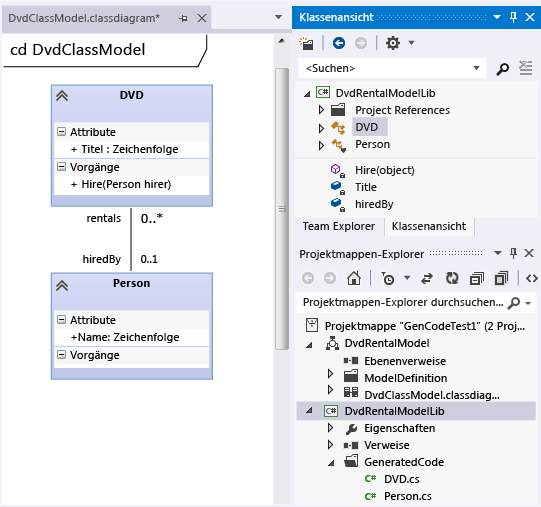 DvdClassModel.classdiagram*
cd DvdClassModel
DVD
Attribute
+ Titel : Zeichenfolge
Vorgänge
+ Hire(Person hirer)
rentals 0..*
hiredBy 0..1
Person
Attribute
+Name: Zeichenfolge
Vorgänge
Klassenansicht
<Suchen>
DvdRentalModelLib
Project References
DVD
Person
Hire(object)
Title
hiredBy
Team Explorer Klassenansicht
Projektmappen-Explorer
Projektmappen-Explorer durchsuchen...
Projektmappe "GenCodeTest1" (2 Proj...
DvdRentalModel
Ebenenverweise
ModelDefinition
DvdClassModel.classdiag...
C# DvdRentalModelLib
Eigenschaften
Verweise
GeneratedCode
C# DVD.cs
C# Person.cs